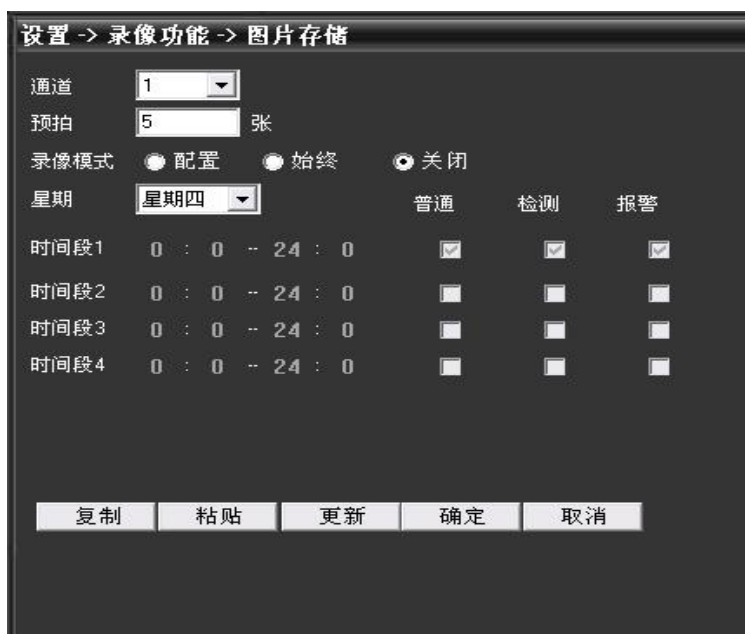 设置 -> 录像功能 -> 图片存储
通道 1
预拍 5 张
录像模式 配置 始终 关闭
星期 星期四 普通 检测 报警
时间段1 0 : 0 - 24 : 0
时间段2 0 : 0 - 24 : 0
时间段3 0 : 0 - 24 : 0
时间段4 0 : 0 - 24 : 0
复制 粘贴 更新 确定 取消